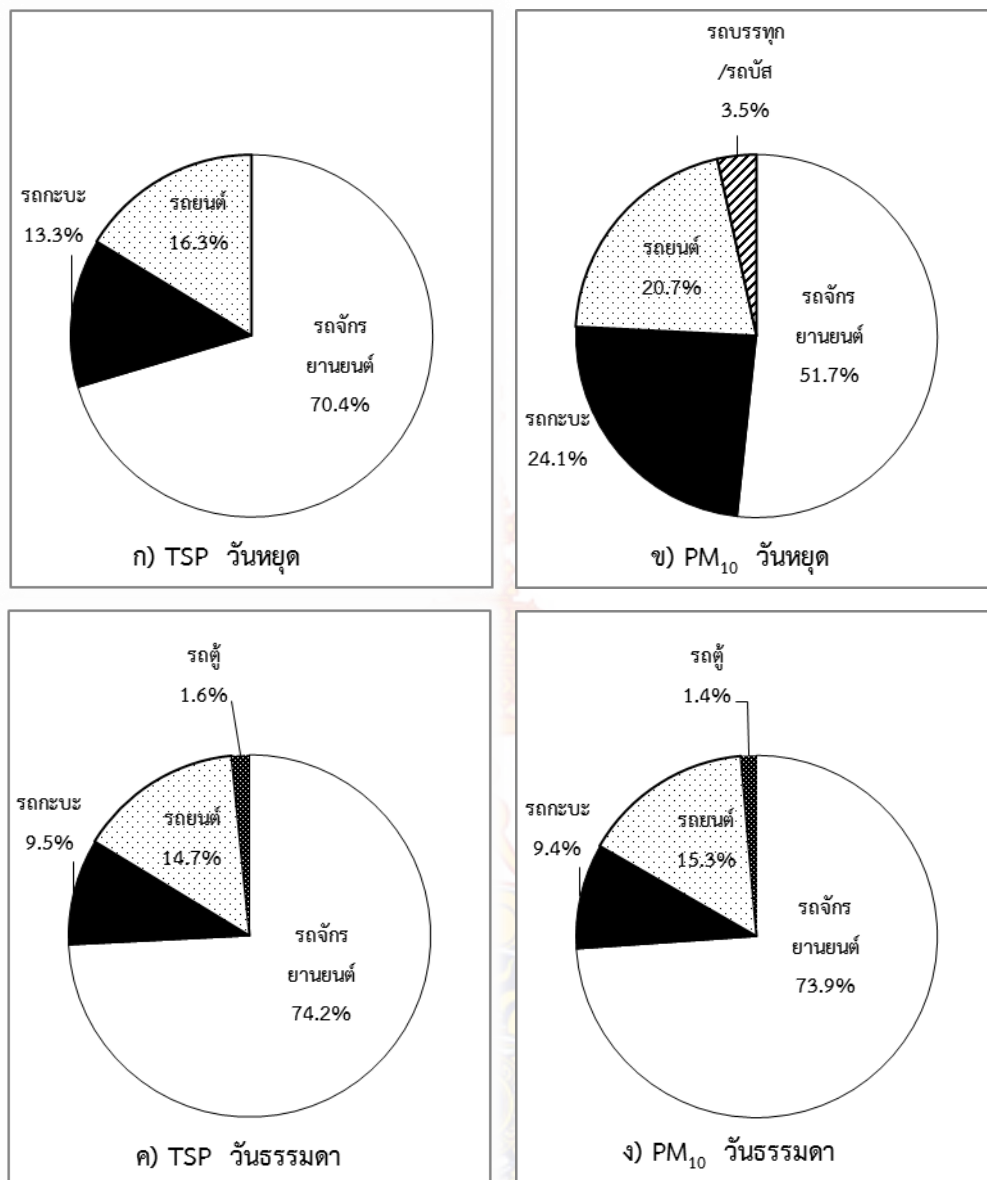 รถกะบะ
13.3%
รถยนต์
16.3%
รถจักร
ยานยนต์
70.4%
ก) TSP วันหยุด
รถบรรทุก
/รถบัส
3.5%
รถยนต์
20.7%
รถจักร
ยานยนต์
51.7%
รถกะบะ
24.1%
ข) PM₁₀ วันหยุด
รถตู้
1.6%
รถกะบะ
9.5%
รถยนต์
14.7%
รถจักร
ยานยนต์
74.2%
ค) TSP วันธรรมดา
รถตู้
1.4%
รถกะบะ
9.4%
รถยนต์
15.3%
รถจักร
ยานยนต์
73.9%
ง) PM₁₀ วันธรรมดา